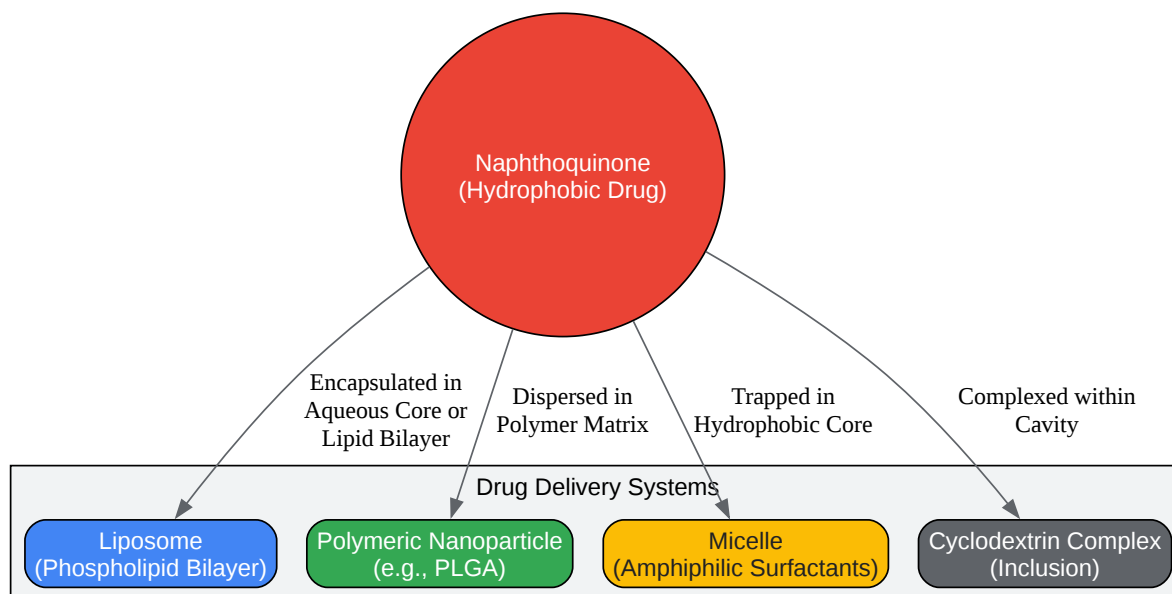 Naphthoquinone
(Hydrophobic Drug)
Encapsulated in
Aqueous Core or
Lipid Bilayer
Dispersed in
Polymer Matrix
Trapped in
Hydrophobic Core
Complexed within
Cavity
Drug Delivery Systems
Liposome
(Phospholipid Bilayer)
Polymeric Nanoparticle
(e.g., PLGA)
Micelle
(Amphiphilic Surfactants)
Cyclodextrin Complex
(Inclusion)